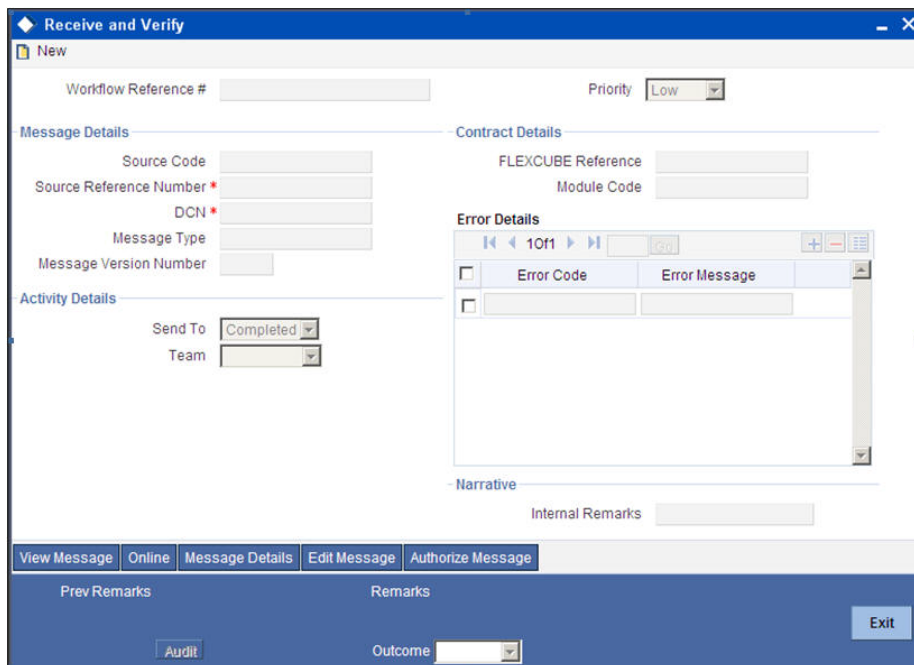 Receive and Verify
New
Workflow Reference #
Priority Low
Message Details
Source Code
Source Reference Number *
DCN *
Message Type
Message Version Number
Activity Details
Send To Completed
Team
Contract Details
FLEXCUBE Reference
Module Code
Error Details
1Of1 Go
Error Code Error Message
Narrative
Internal Remarks
View Message Online Message Details Edit Message Authorize Message
Prev Remarks Remarks
Exit
Audit Outcome